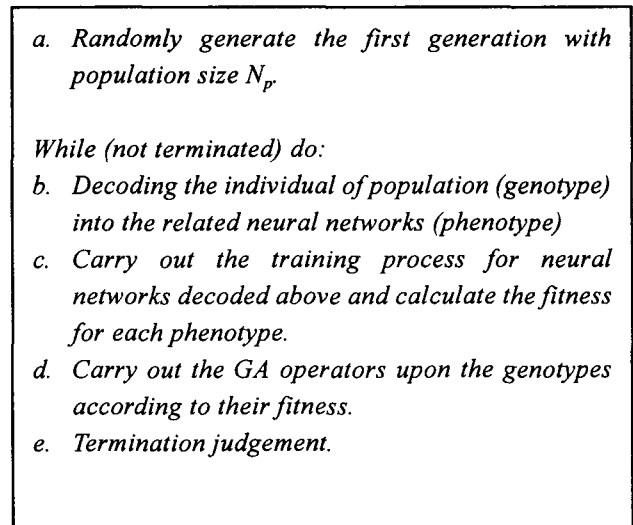 a. Randomly generate the first generation with
population size Np.
While (not terminated) do:
b. Decoding the individual of population (genotype)
into the related neural networks (phenotype)
c. Carry out the training process for neural
networks decoded above and calculate the fitness
for each phenotype.
d. Carry out the GA operators upon the genotypes
according to their fitness.
e. Termination judgement.